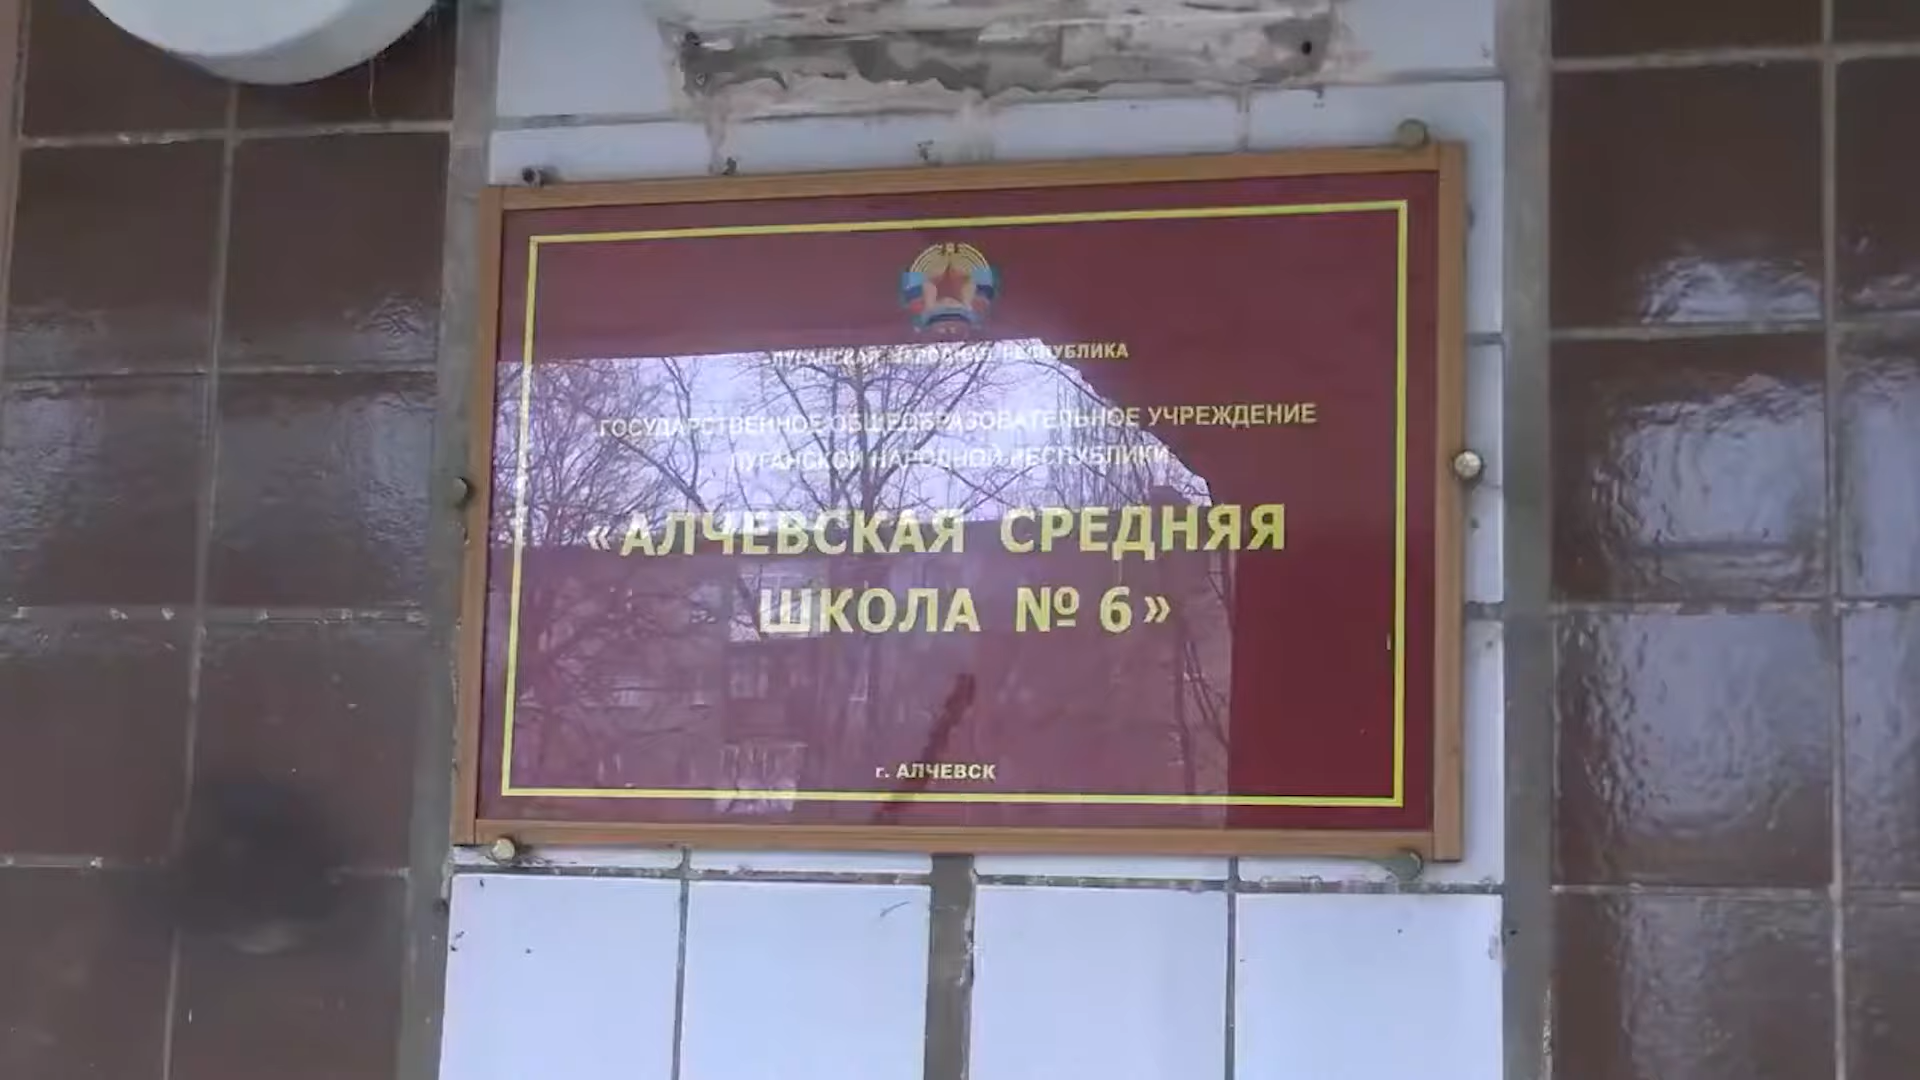 ЛУГАНСКАЯ НАРОДНАЯ РЕСПУБЛИКА
ГОСУДАРСТВЕННОЕ ОБЩЕОБРАЗОВАТЕЛЬНОЕ УЧРЕЖДЕНИЕ
ЛУГАНСКОЙ НАРОДНОЙ РЕСПУБЛИКИ
«АЛЧЕВСКАЯ СРЕДНЯЯ
ШКОЛА № 6»
г. АЛЧЕВСК